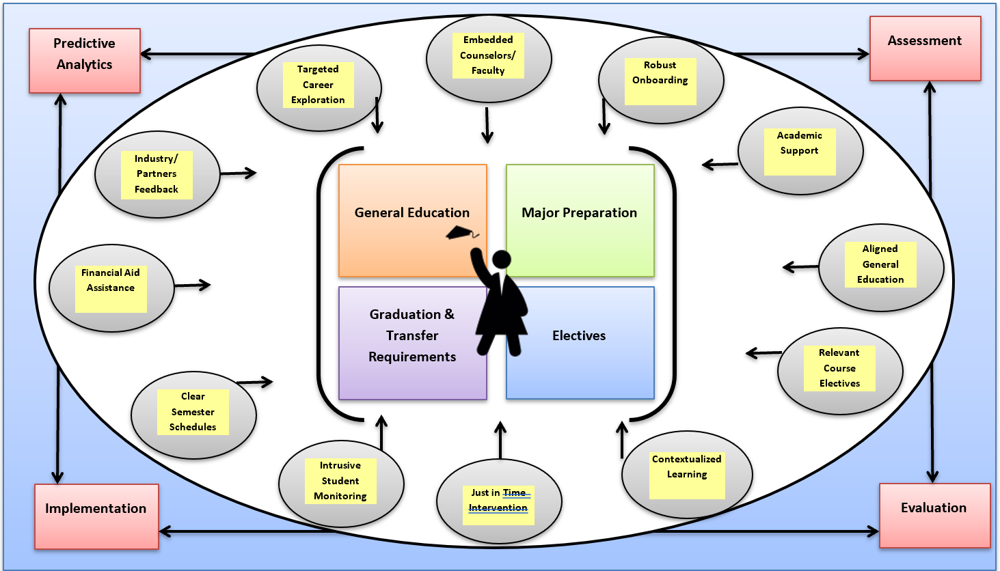 Predictive
Analytics
Assessment
Targeted
Career
Exploration
Embedded
Counselors/
Faculty
Robust
Onboarding
Industry/
Partners
Feedback
Academic
Support
General Education
Major Preparation
Financial Aid
Assistance
Aligned
General
Education
Graduation &
Transfer
Requirements
Electives
Clear
Semester
Schedules
Relevant
Course
Electives
Intrusive
Student
Monitoring
Just in Time
Intervention
Contextualized
Learning
Implementation
Evaluation